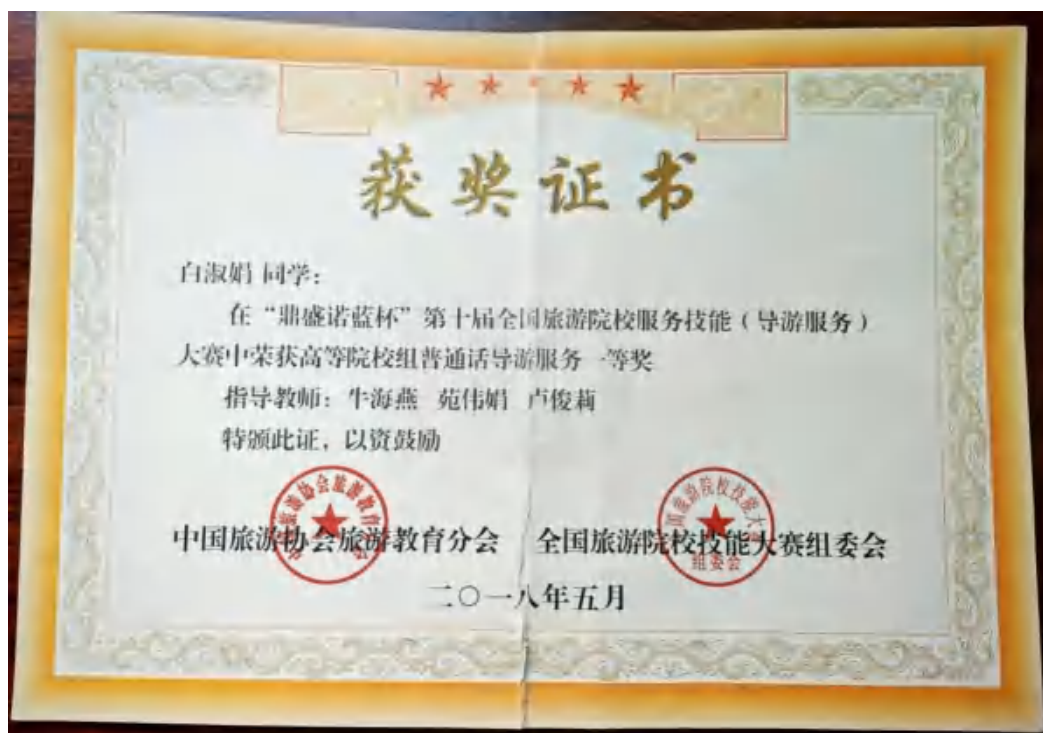 获奖证书
白淑娟 同学：
在“鼎盛诺蓝杯”第十届全国旅游院校服务技能（导游服务）
大赛中荣获高等院校组普通话导游服务 一等奖
指导教师：牛海燕 苑伟娟 卢俊莉
特颁此证，以资鼓励
中国旅游协会旅游教育分会 全国旅游院校技能大赛组委会
二〇一八年五月
组委会